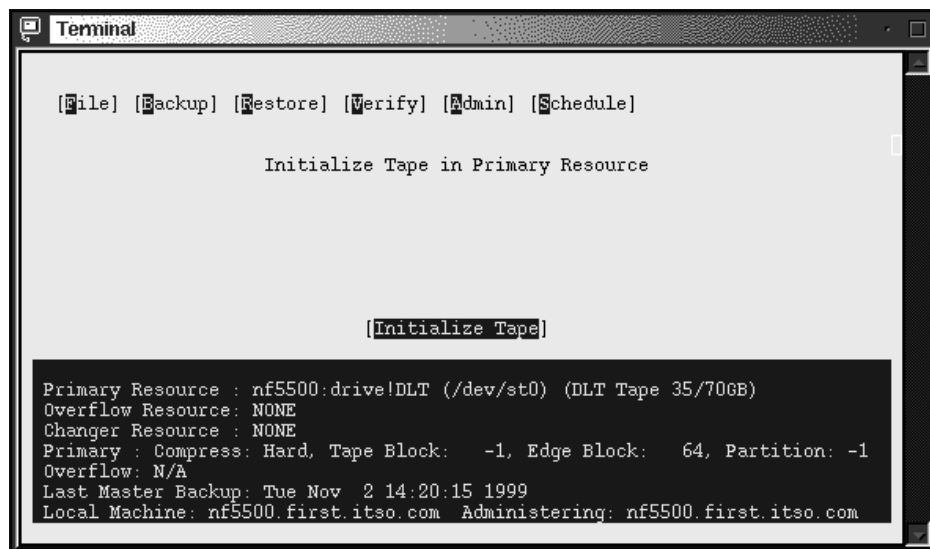 Terminal
[File] [Backup] [Restore] [Verify] [Admin] [Schedule]
Initialize Tape in Primary Resource
[Initialize Tape]
Primary Resource : nf5500:drive!DLT (/dev/st0) (DLT Tape 35/70GB)
Overflow Resource: NONE
Changer Resource : NONE
Primary : Compress: Hard, Tape Block:   -1, Edge Block:   64, Partition: -1
Overflow: N/A
Last Master Backup: Tue Nov  2 14:20:15 1999
Local Machine: nf5500.first.itso.com  Administering: nf5500.first.itso.com